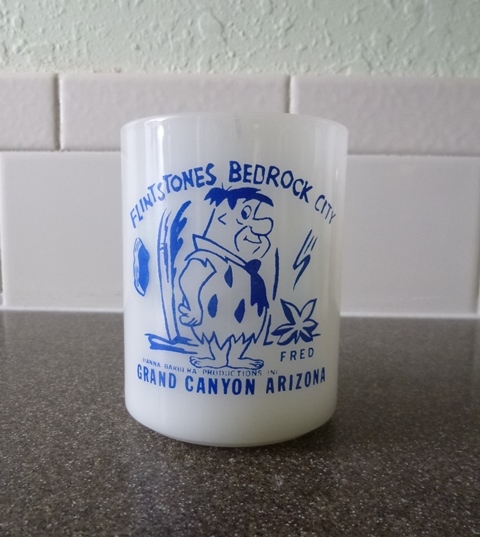 FLINTSTONES BEDROCK CITY
FRED
HANNA BARBERA PRODUCTIONS INC
GRAND CANYON ARIZONA